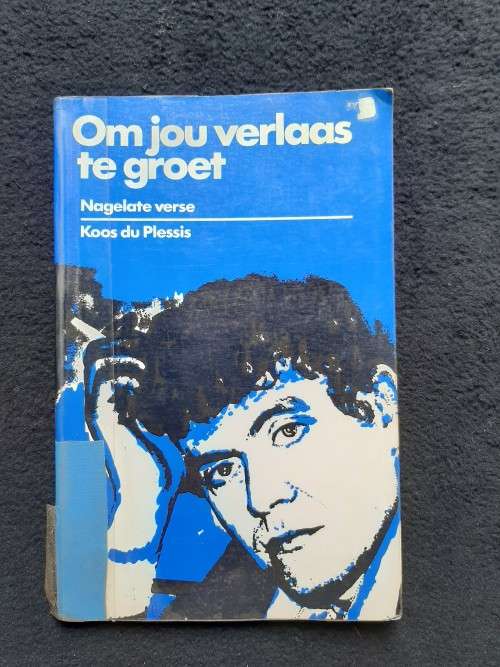 Om jou verlaas
te groet
Nagelate verse
Koos du Plessis